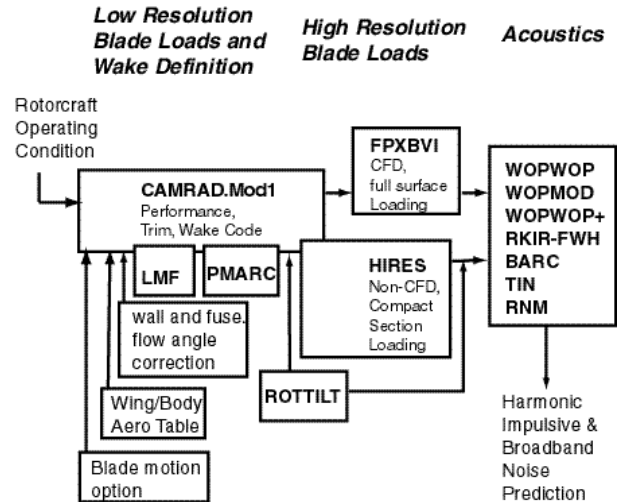 Low Resolution
Blade Loads and
Wake Definition
High Resolution
Blade Loads
Acoustics
Rotorcraft
Operating
Condition
CAMRAD.Mod1
Performance,
Trim, Wake Code
LMF
PMARC
wall and fuse.
flow angle
correction
Wing/Body
Aero Table
Blade motion
option
FPXBVI
CFD,
full surface
Loading
HIRES
Non-CFD,
Compact
Section
Loading
ROTTILT
WOPWOP
WOPMOD
WOPWOP+
RKIR-FWH
BARC
TIN
RNM
Harmonic
Impulsive &
Broadband
Noise
Prediction